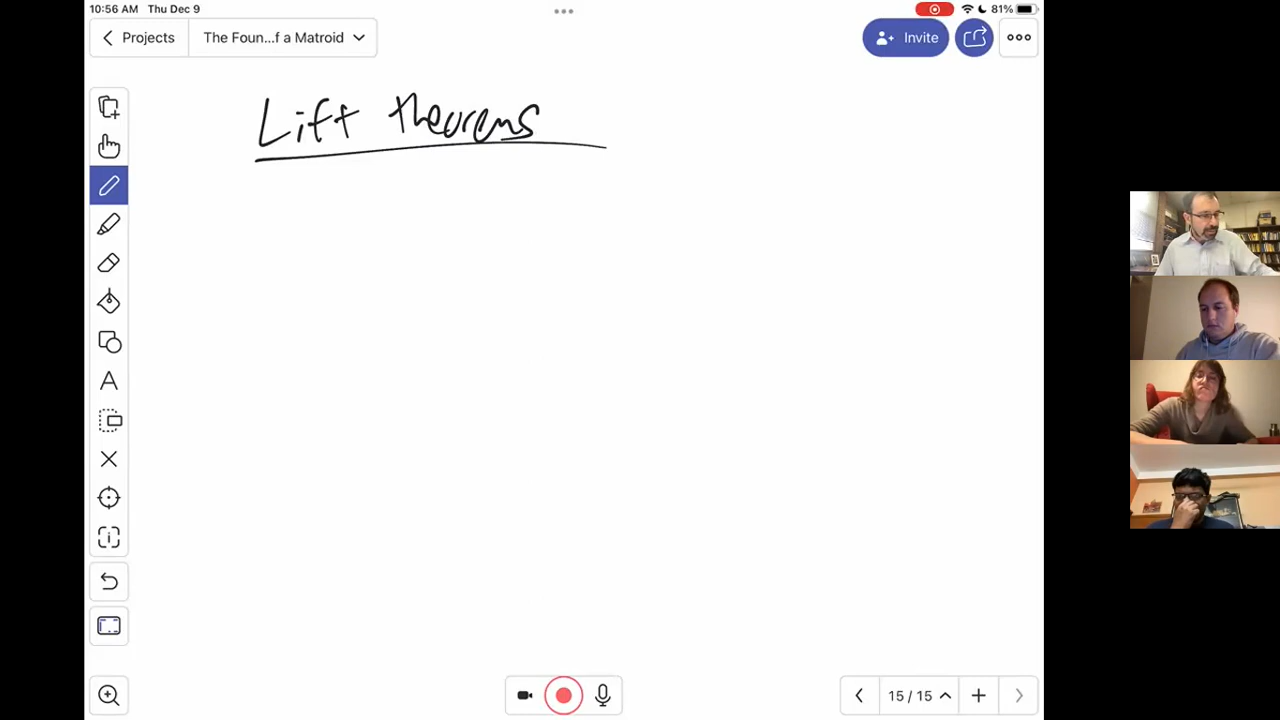 10:56 AM Thu Dec 9
81%
Projects
The Foun...f a Matroid
Invite
Lift theorems
A
15 / 15